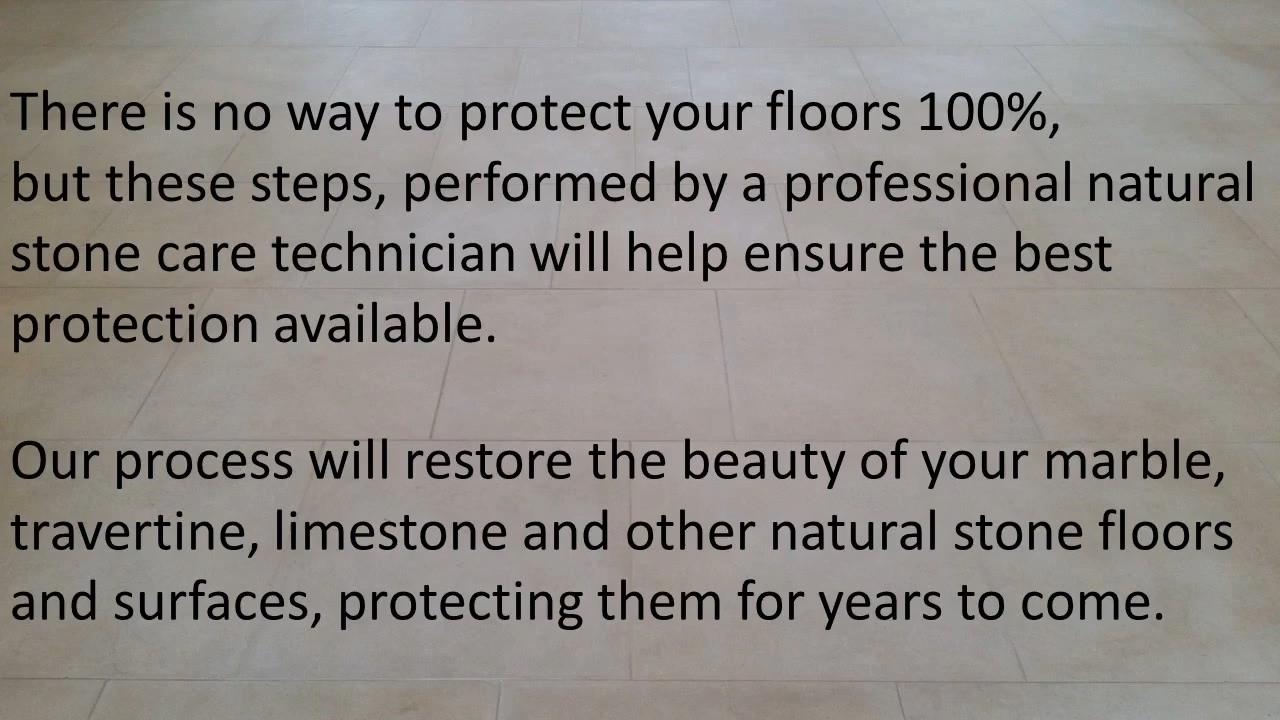 There is no way to protect your floors 100%,
but these steps, performed by a professional natural
stone care technician will help ensure the best
protection available.
Our process will restore the beauty of your marble,
travertine, limestone and other natural stone floors
and surfaces, protecting them for years to come.